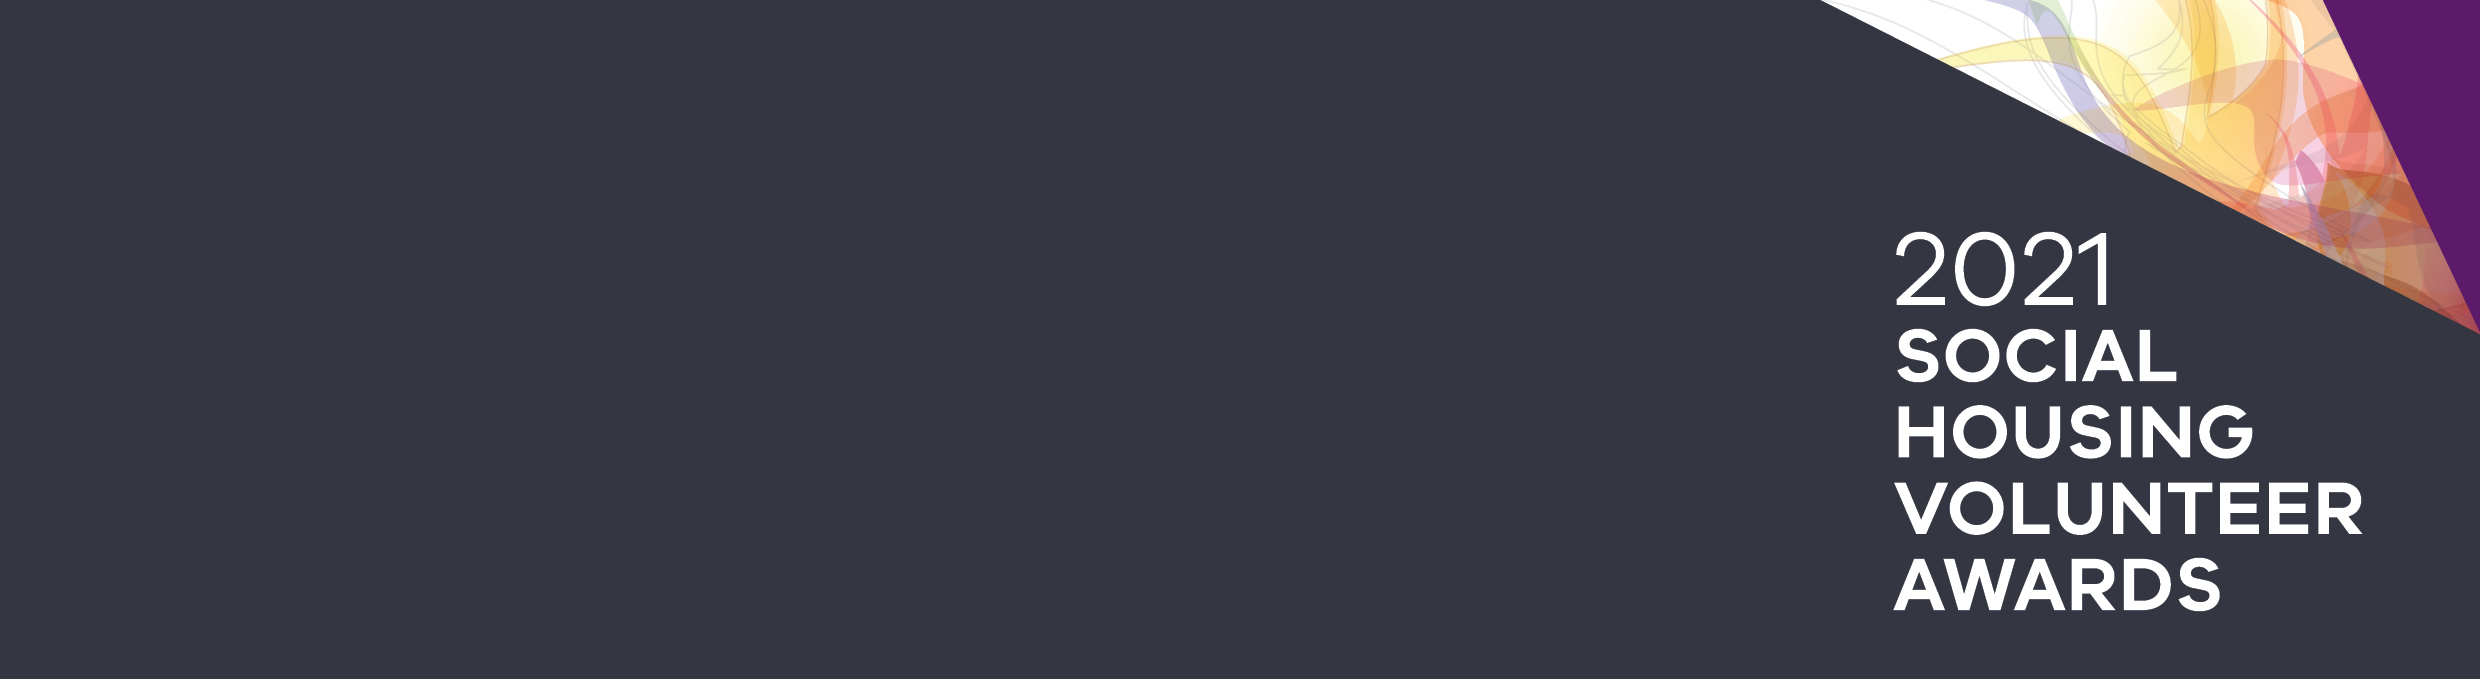 2021
SOCIAL
HOUSING
VOLUNTEER
AWARDS